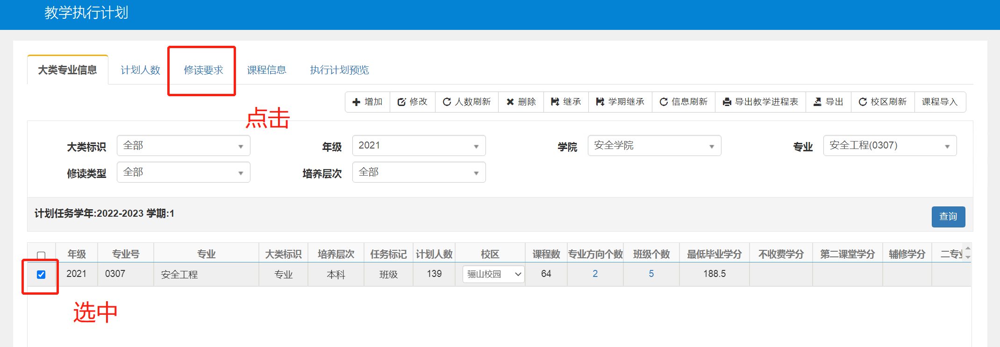 教学执行计划
大类专业信息 计划人数 修读要求 课程信息 执行计划预览
增加 修改 人数刷新 删除 继承 学期继承 信息刷新 导出教学进程表 导出 校区刷新 课程导入
点击
大类标识 全部 年级 2021 学院 安全学院 专业 安全工程(0307)
修读类型 全部 培养层次 全部
计划任务学年:2022-2023 学期:1
查询
年级 专业号 专业 大类标识 培养层次 任务标记 计划人数 校区 课程数 专业方向个数 班级个数 最低毕业学分 不收费学分 第二课堂学分 辅修学分 二专业
2021 0307 安全工程 专业 本科 班级 139 骊山校园 64 2 5 188.5
选中